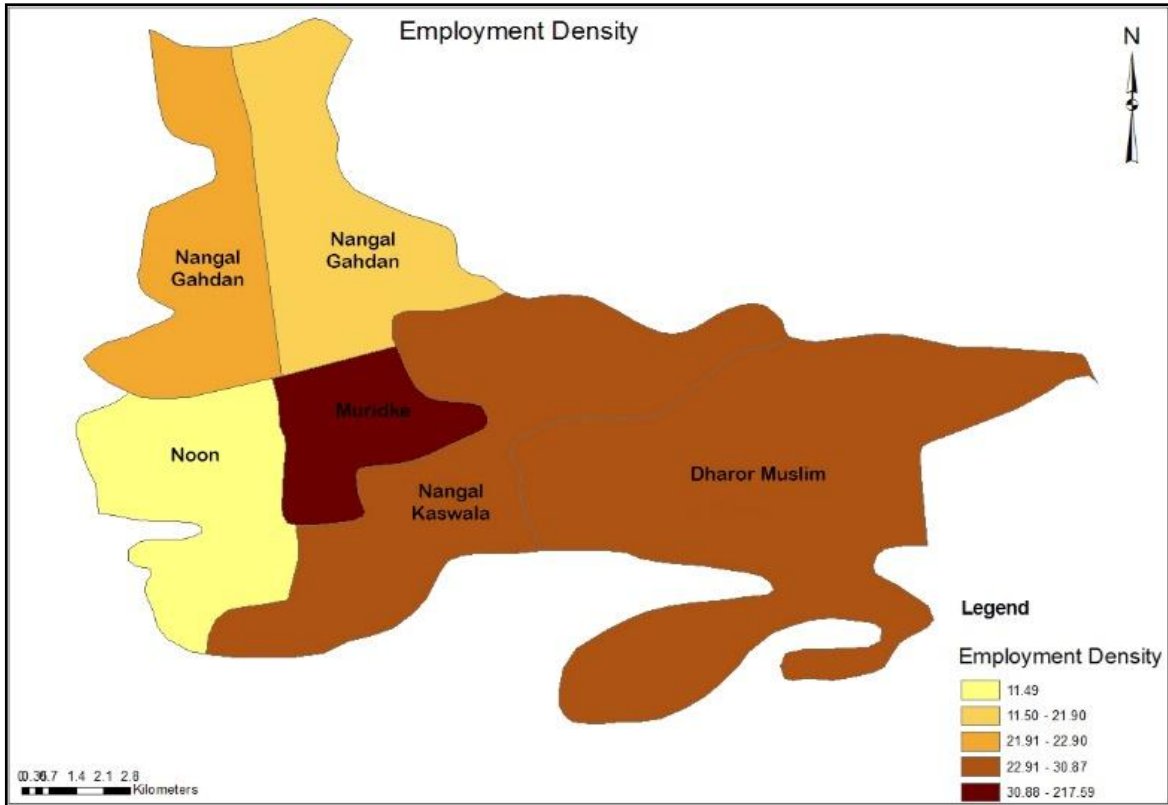 Employment Density
N
Nangal
Gahdan
Nangal
Gahdan
Muridke
Noon
Nangal
Kaswala
Dharor Muslim
Legend
Employment Density
11.49
11.50 - 21.90
21.91 - 22.90
22.91 - 30.87
30.88 - 217.59
1.4 2.1 2.8
Kilometers